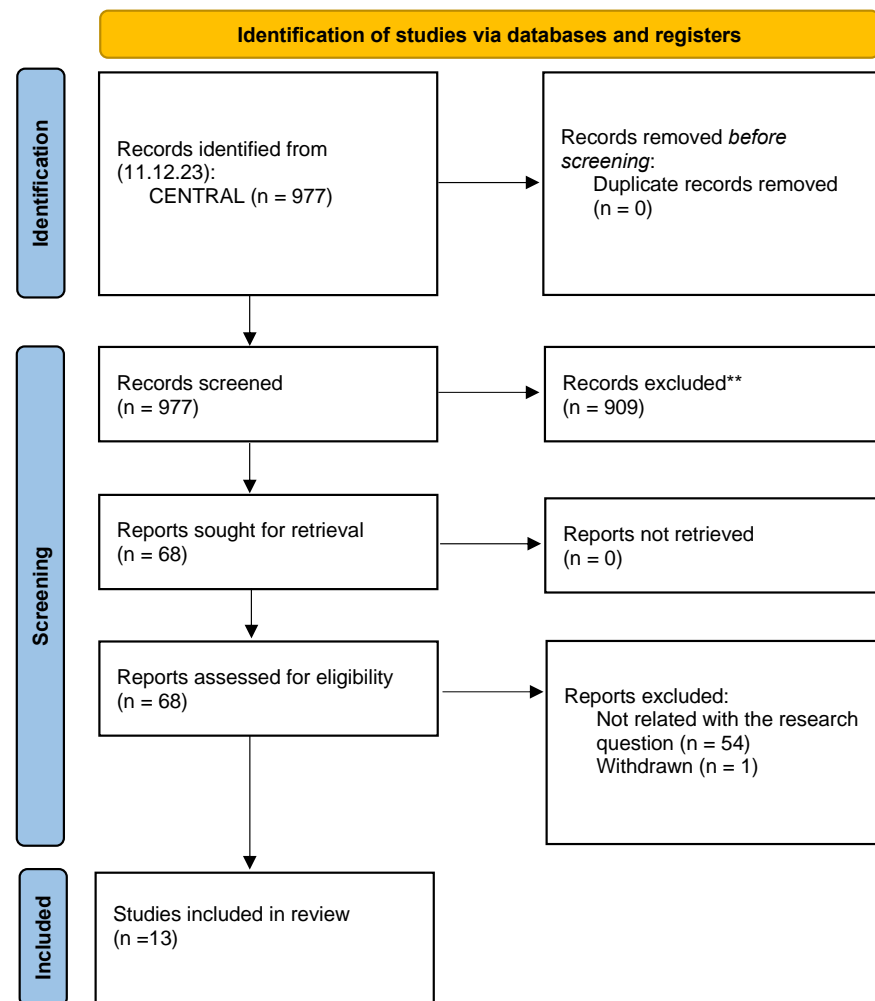 Identification of studies via databases and registers
Identification
Records identified from
(11.12.23):
CENTRAL (n = 977)
Records removed before
screening:
Duplicate records removed
(n = 0)
Screening
Records screened
(n = 977)
Records excluded**
(n = 909)
Reports sought for retrieval
(n = 68)
Reports not retrieved
(n = 0)
Reports assessed for eligibility
(n = 68)
Reports excluded:
Not related with the research
question (n = 54)
Withdrawn (n = 1)
Included
Studies included in review
(n =13)